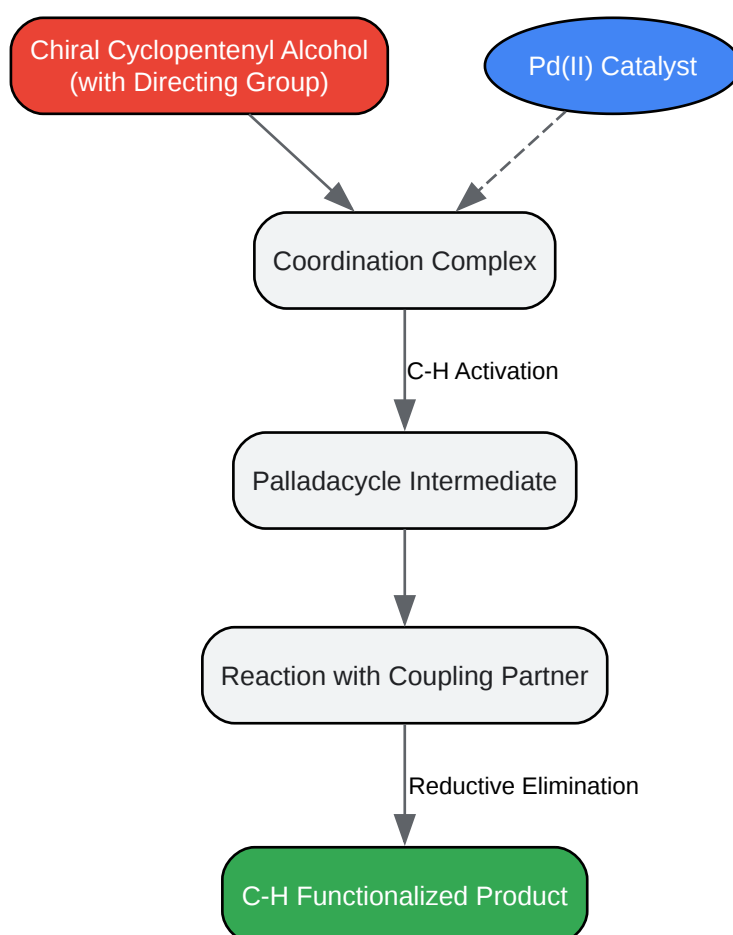 Chiral Cyclopentenyl Alcohol
(with Directing Group)
Pd(II) Catalyst
Coordination Complex
C-H Activation
Palladacycle Intermediate
Reaction with Coupling Partner
Reductive Elimination
C-H Functionalized Product